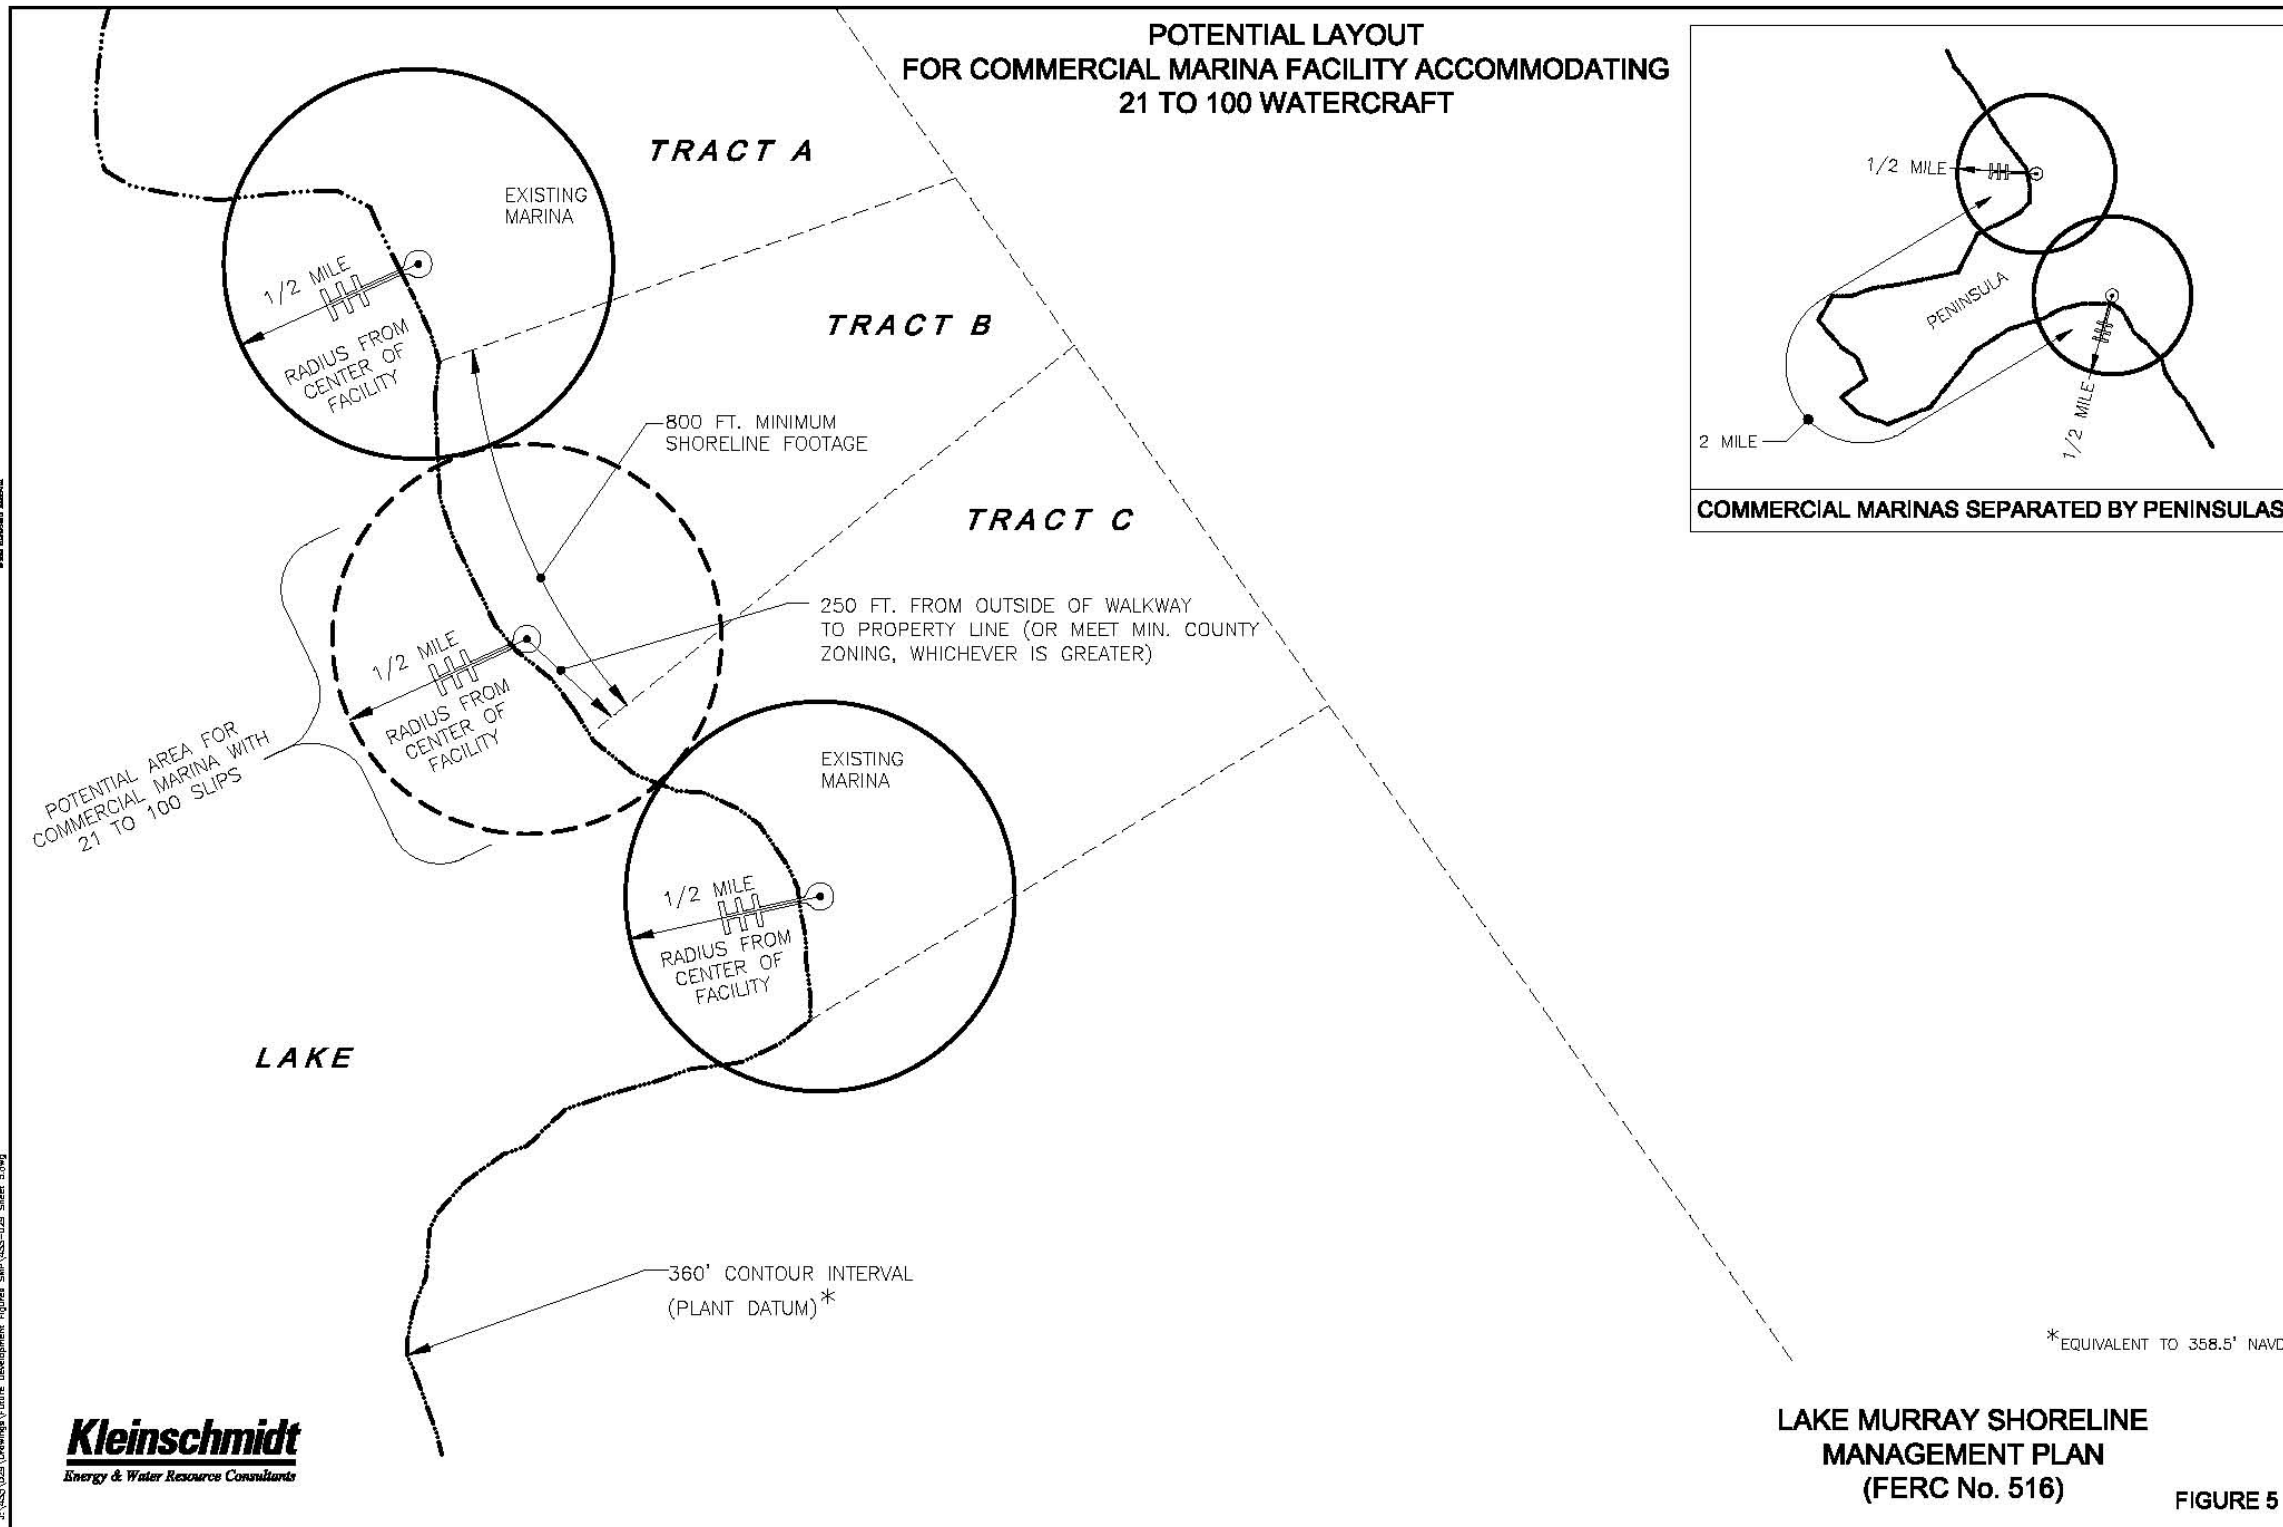 POTENTIAL LAYOUT
FOR COMMERCIAL MARINA FACILITY ACCOMMODATING
21 TO 100 WATERCRAFT
TRACT A
EXISTING
MARINA
1/2 MILE
RADIUS FROM
CENTER OF
FACILITY
TRACT B
800 FT. MINIMUM
SHORELINE FOOTAGE
TRACT C
250 FT. FROM OUTSIDE OF WALKWAY
TO PROPERTY LINE (OR MEET MIN. COUNTY
ZONING, WHICHEVER IS GREATER)
1/2 MILE
RADIUS FROM
CENTER OF
FACILITY
POTENTIAL AREA FOR
COMMERCIAL MARINA WITH
21 TO 100 SLIPS
EXISTING
MARINA
1/2 MILE
RADIUS FROM
CENTER OF
FACILITY
LAKE
360' CONTOUR INTERVAL
(PLANT DATUM)*
1/2 MILE
PENINSULA
2 MILE
1/2 MILE
COMMERCIAL MARINAS SEPARATED BY PENINSULAS
*EQUIVALENT TO 358.5' NAVD
Kleinschmidt
Energy & Water Resource Consultants
LAKE MURRAY SHORELINE
MANAGEMENT PLAN
(FERC No. 516)
FIGURE 5